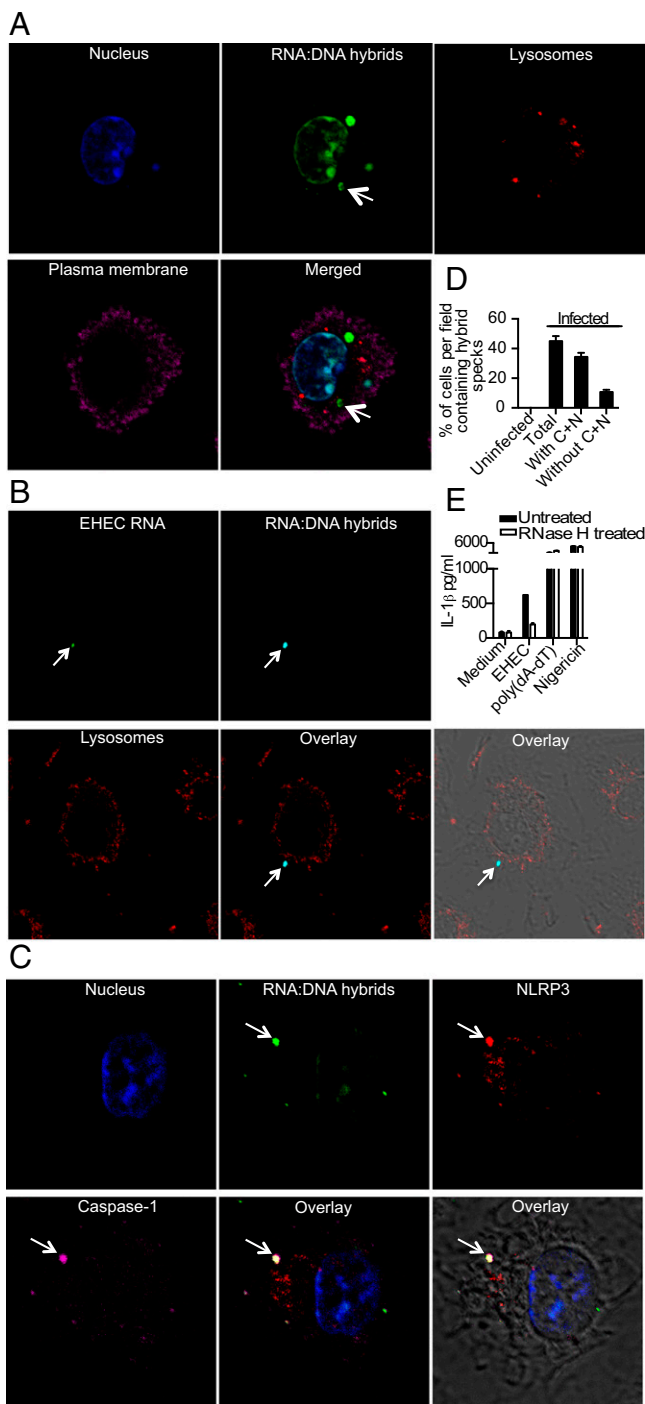 A
Nucleus
RNA:DNA hybrids
Lysosomes
Plasma membrane
Merged
D
Infected
% of cells per field
containing hybrid
specks
60
40
20
0
Uninfected
Total
With C+N
Without C+N
B
EHEC RNA
RNA:DNA hybrids
E
Untreated
RNase H treated
IL-1β pg/ml
6000
1000
500
0
Medium
EHEC
poly(dA-dT)
Nigericin
Lysosomes
Overlay
Overlay
C
Nucleus
RNA:DNA hybrids
NLRP3
Caspase-1
Overlay
Overlay